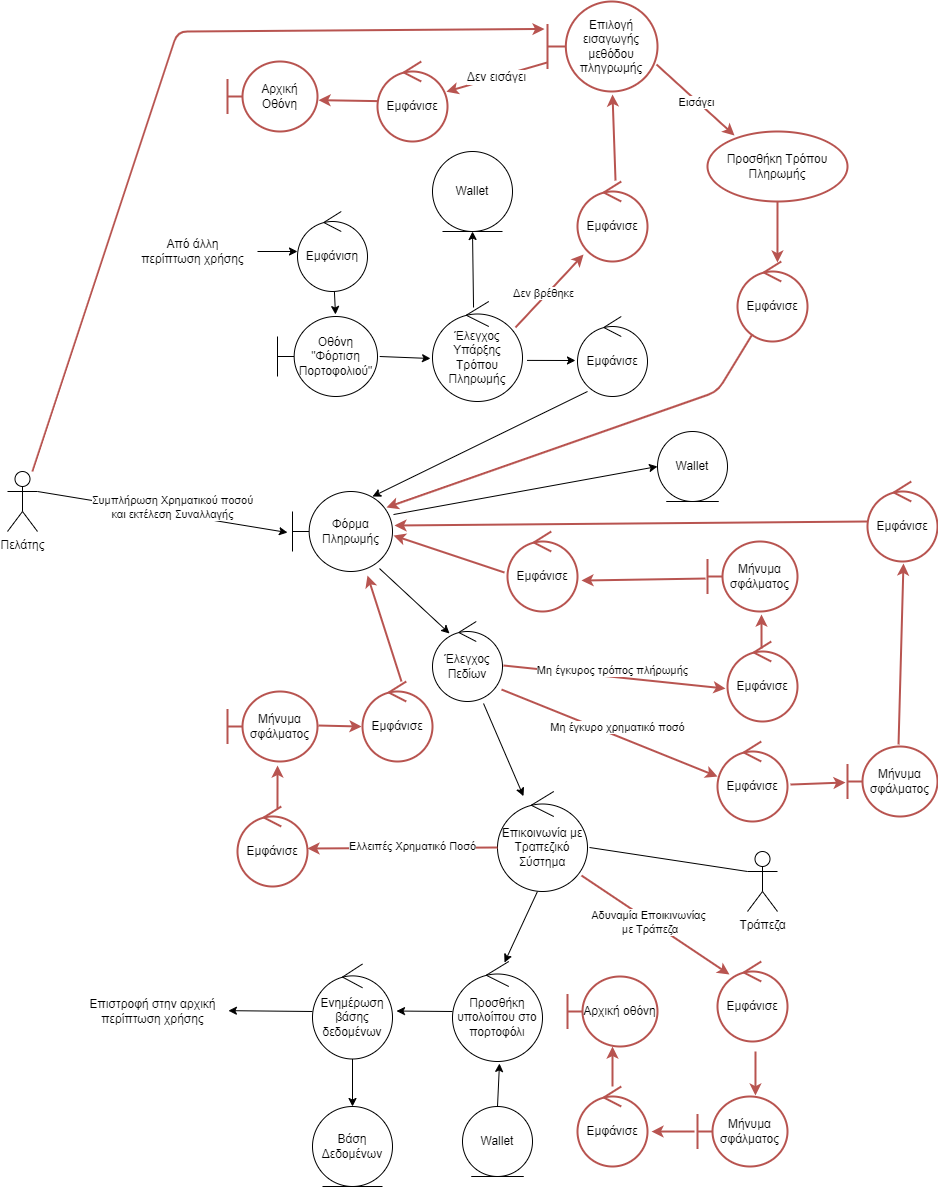 Επιλογή
εισαγωγής
μεθόδου
πληγρωμής
Δεν εισάγει
Αρχική
Οθόνη
Εμφάνισε
Εισάγει
Προσθήκη Τρόπου
Πληρωμής
Wallet
Εμφάνισε
Από άλλη
περίπτωση χρήσης
Εμφάνιση
Δεν βρέθηκε
Εμφάνισε
Οθόνη
"Φόρτιση
Πορτοφολιού"
Έλεγχος
Υπάρξης
Τρόπου
Πληρωμής
Εμφάνισε
Wallet
Πελάτης
Συμπλήρωση Χρηματικού ποσού
και εκτέλεση Συναλλαγής
Φόρμα
Πληρωμής
Εμφάνισε
Εμφάνισε
Μήνυμα
σφάλματος
Έλεγχος
Πεδίων
Μη έγκυρος τρόπος πλήρωμής
Εμφάνισε
Μήνυμα
σφάλματος
Εμφάνισε
Μη έγκυρο χρηματικό ποσό
Εμφάνισε
Μήνυμα
σφάλματος
Εμφάνισε
Ελλειπές Χρηματικό Ποσό
Επικοινωνία με
Τραπεζικό
Σύστημα
Τράπεζα
Αδυναμία Εποικινωνίας
με Τράπεζα
Επιστροφή στην αρχική
περίπτωση χρήσης
Ενημέρωση
βάσης
δεδομένων
Προσθήκη
υπολοίπου στο
πορτοφόλι
Αρχική οθόνη
Εμφάνισε
Βάση
Δεδομένων
Wallet
Εμφάνισε
Μήνυμα
σφάλματος